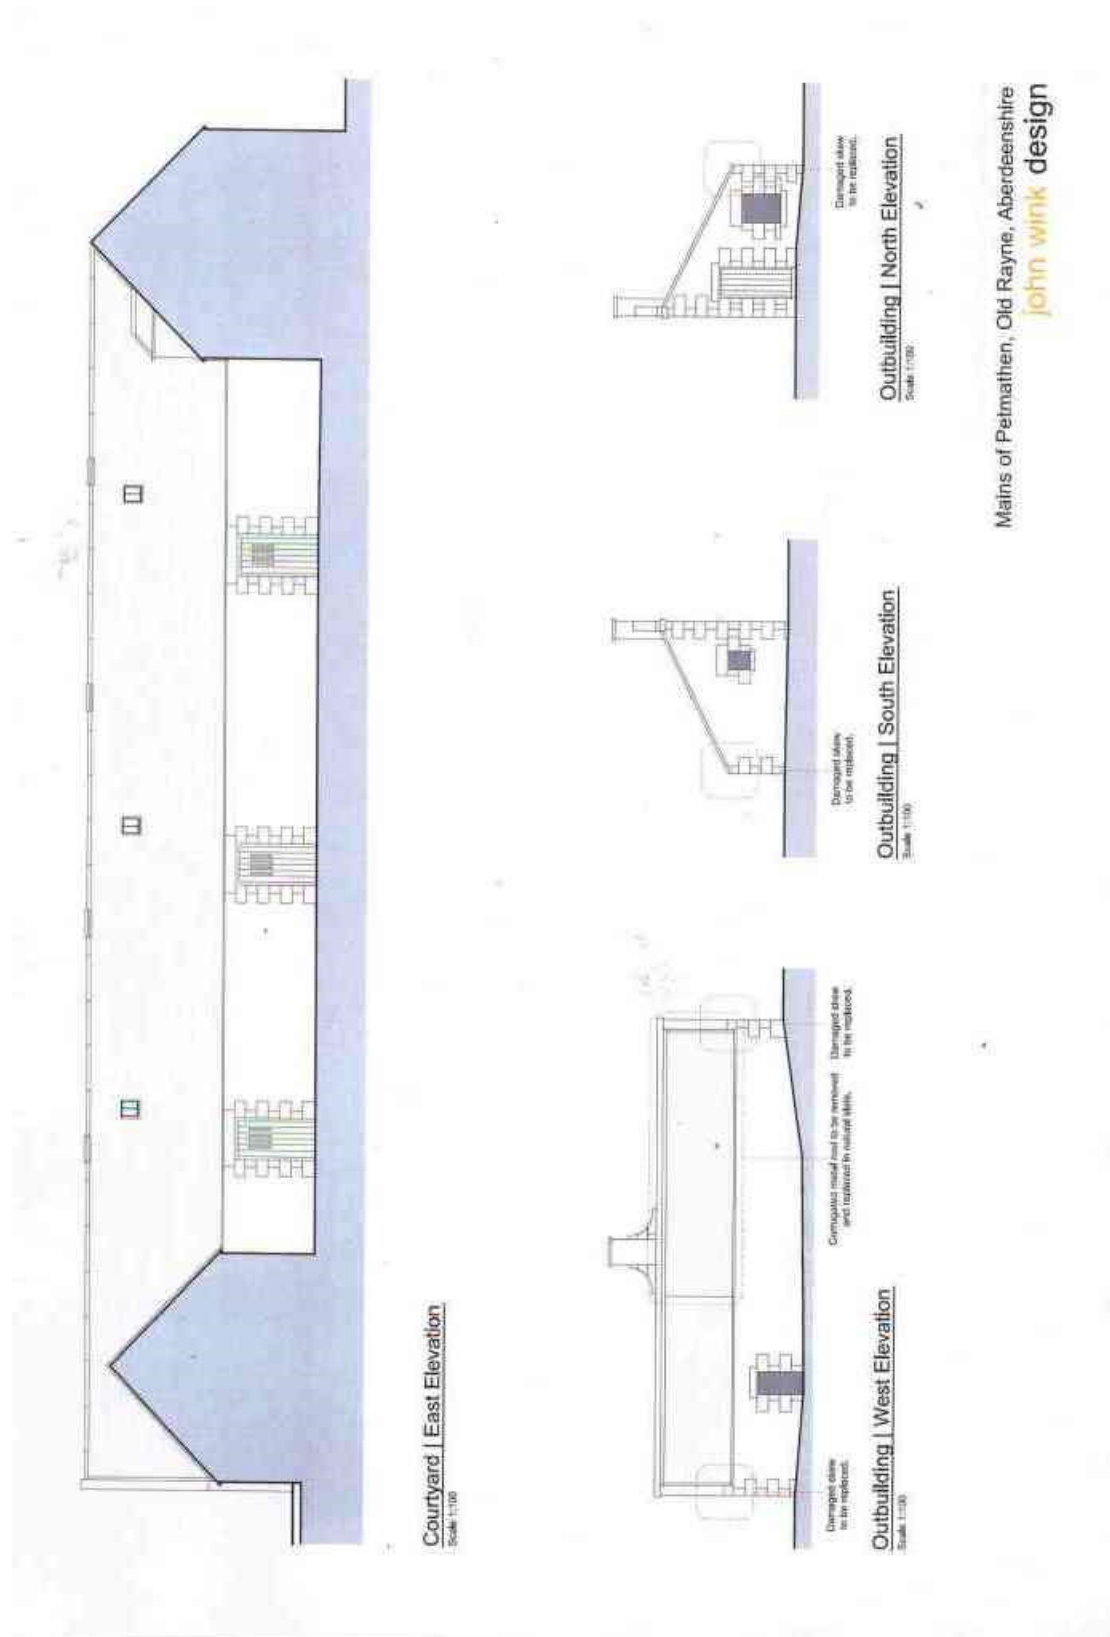 Courtyard | East Elevation
Scale 1:100
Damaged skew
to be replaced.
Corrugated metal roof to be removed
and replaced in natural slate.
Damaged skew
to be replaced.
Outbuilding | West Elevation
Scale 1:100
Damaged skew
to be replaced.
Outbuilding | South Elevation
Scale 1:100
Damaged skew
to be replaced.
Outbuilding | North Elevation
Scale 1:100
Mains of Petmathen, Old Rayne, Aberdeenshire
john wink design